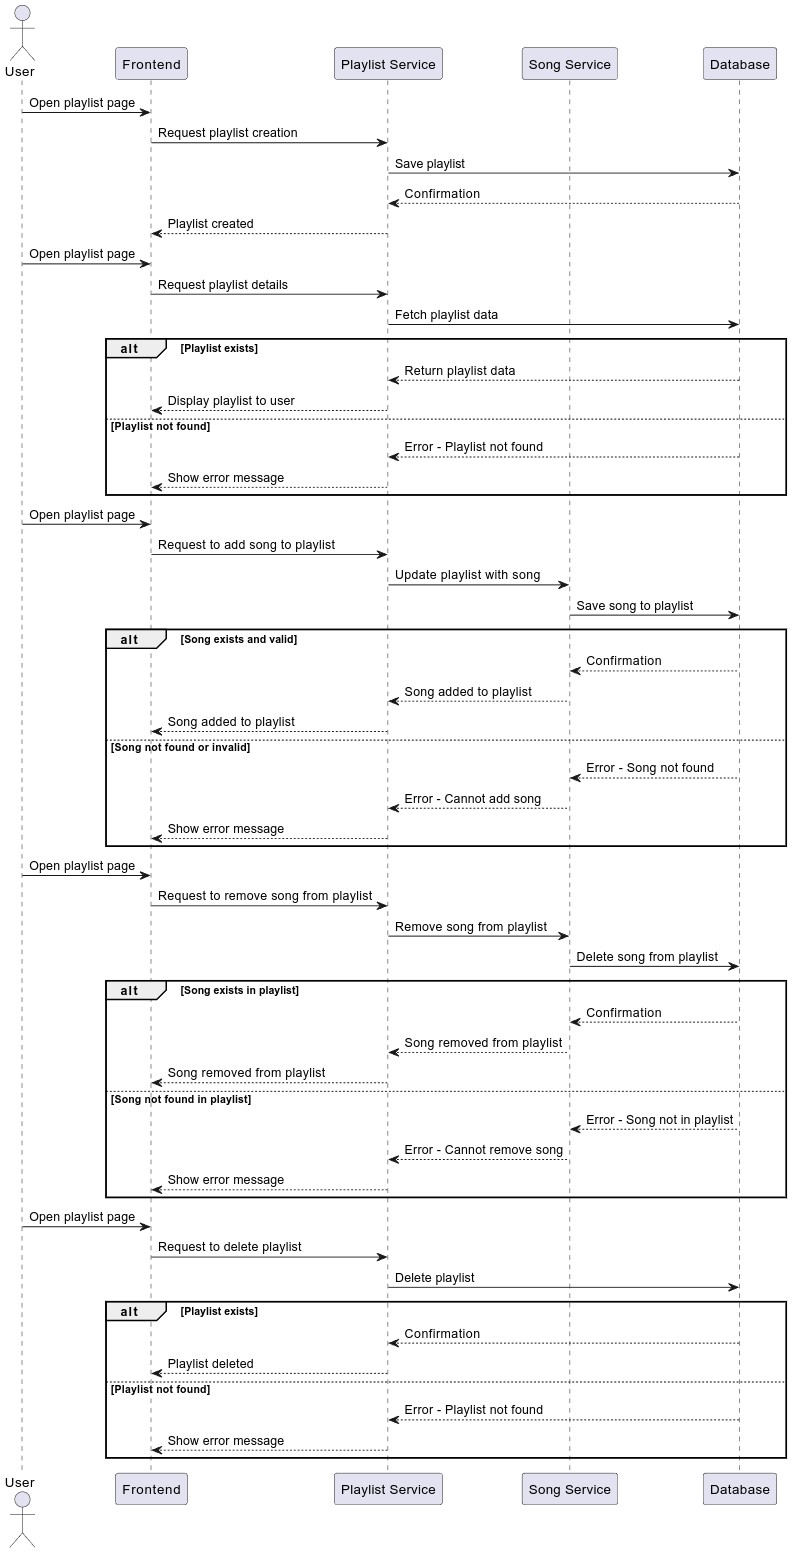 User
Frontend
Playlist Service
Song Service
Database
Open playlist page
Request playlist creation
Save playlist
Confirmation
Playlist created
Open playlist page
Request playlist details
Fetch playlist data
alt
[Playlist exists]
Return playlist data
Display playlist to user
[Playlist not found]
Error - Playlist not found
Show error message
Open playlist page
Request to add song to playlist
Update playlist with song
Save song to playlist
alt
[Song exists and valid]
Confirmation
Song added to playlist
Song added to playlist
[Song not found or invalid]
Error - Song not found
Error - Cannot add song
Show error message
Open playlist page
Request to remove song from playlist
Remove song from playlist
Delete song from playlist
alt
[Song exists in playlist]
Confirmation
Song removed from playlist
Song removed from playlist
[Song not found in playlist]
Error - Song not in playlist
Error - Cannot remove song
Show error message
Open playlist page
Request to delete playlist
Delete playlist
alt
[Playlist exists]
Confirmation
Playlist deleted
[Playlist not found]
Error - Playlist not found
Show error message
User
Frontend
Playlist Service
Song Service
Database